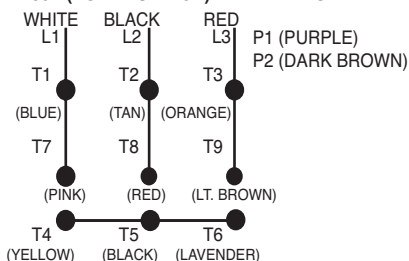 WHITE BLACK RED
L1 L2 L3 P1 (PURPLE)
P2 (DARK BROWN)
T1 T2 T3
(BLUE) (TAN) (ORANGE)
T7 T8 T9
(PINK) (RED) (LT. BROWN)
T4 T5 T6
(YELLOW) (BLACK) (LAVENDER)